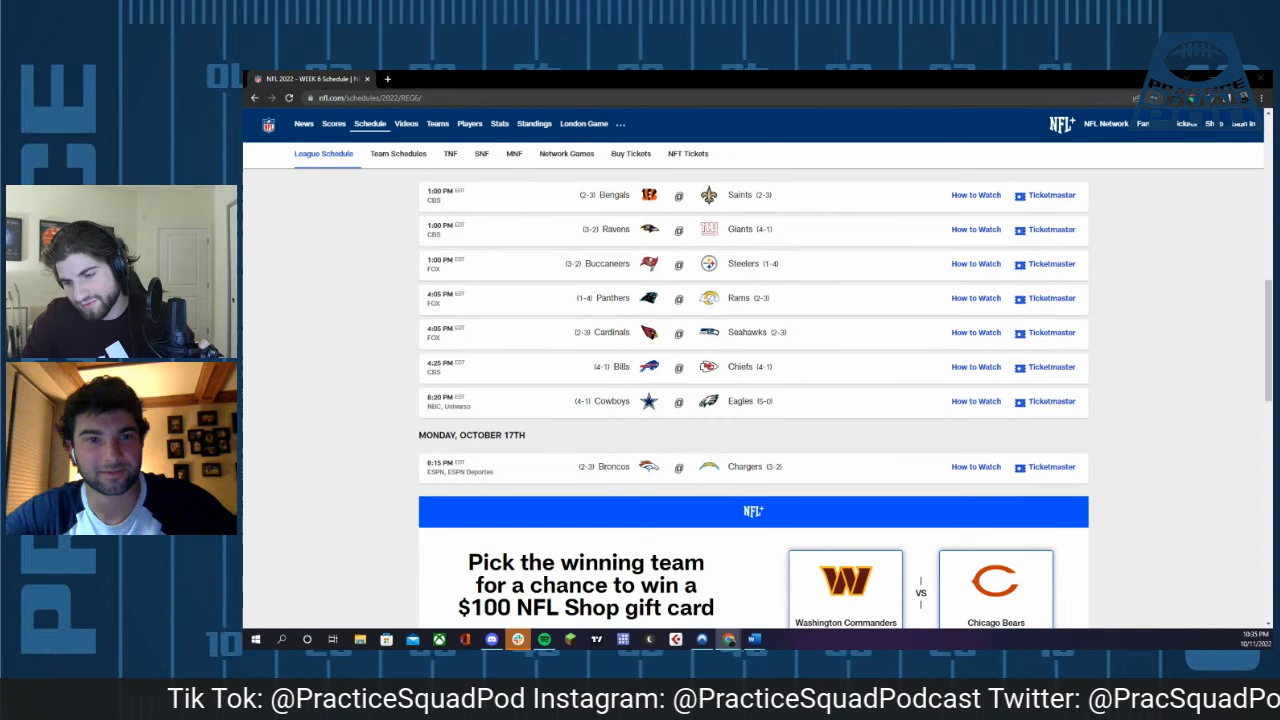 NFL 2022 - WEEK 6 Schedule | N
nfl.com/schedules/2022/REG6/
News Scores Schedule Videos Teams Players Stats Standings London Game ...
NFL+ NFL Network Fan Tickets Shop Sign In
League Schedule Team Schedules TNF SNF MNF Network Games Buy Tickets NFT Tickets
1:00 PM EDT (2-3) Bengals @ Saints (2-3) How to Watch Ticketmaster
CBS
1:00 PM EDT (3-2) Ravens @ Giants (4-1) How to Watch Ticketmaster
CBS
1:00 PM EDT (3-2) Buccaneers @ Steelers (1-4) How to Watch Ticketmaster
FOX
4:05 PM EDT (1-4) Panthers @ Rams (2-3) How to Watch Ticketmaster
FOX
4:05 PM EDT (2-3) Cardinals @ Seahawks (2-3) How to Watch Ticketmaster
FOX
4:25 PM EDT (4-1) Bills @ Chiefs (4-1) How to Watch Ticketmaster
CBS
8:20 PM EDT (4-1) Cowboys @ Eagles (5-0) How to Watch Ticketmaster
NBC, Universo
MONDAY, OCTOBER 17TH
8:15 PM EDT (2-3) Broncos @ Chargers (3-2) How to Watch Ticketmaster
ESPN, ESPN Deportes
NFL+
Pick the winning team
for a chance to win a
$100 NFL Shop gift card
VS
Washington Commanders Chicago Bears
10:35 PM
10/11/2022
Tik Tok: @PracticeSquadPod Instagram: @PracticeSquadPodcast Twitter: @PracSquadPo